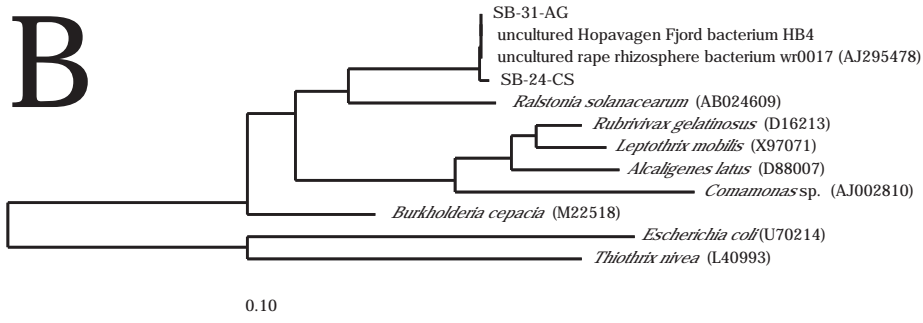 B
SB-31-AG
uncultured Hopavagen Fjord bacterium HB4
uncultured rape rhizosphere bacterium wr0017 (AJ295478)
SB-24-CS
Ralstonia solanacearum (AB024609)
Rubrivivax gelatinosus (D16213)
Leptothrix mobilis (X97071)
Alcaligenes latus (D88007)
Comamonas sp. (AJ002810)
Burkholderia cepacia (M22518)
Escherichia coli (U70214)
Thiothrix nivea (L40993)
0.10